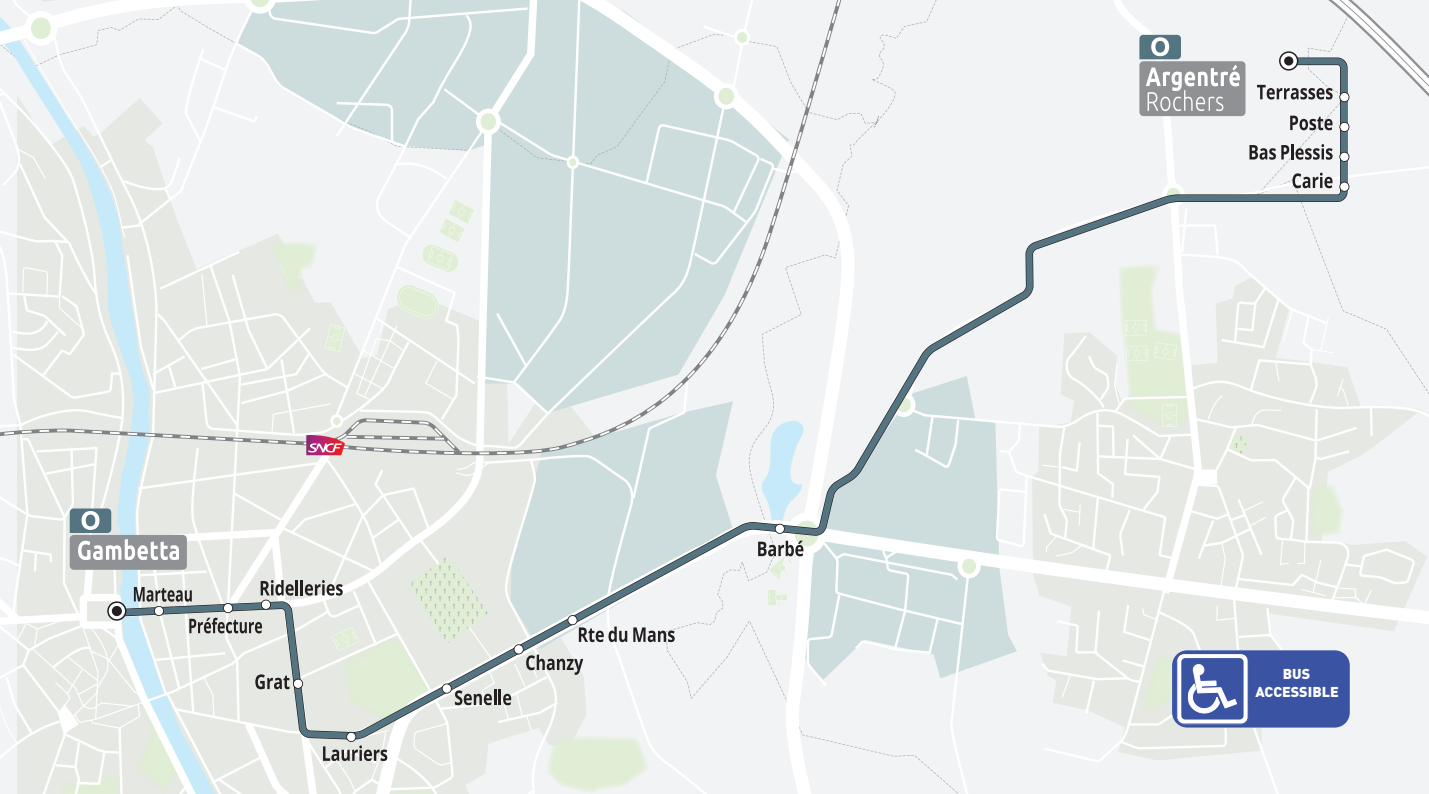 O
Argentré
Rochers
Terrasses
Poste
Bas Plessis
Carie
SNCF
O
Gambetta
Marteau
Préfecture
Ridelleries
Grat
Lauriers
Senelle
Chanzy
Rte du Mans
Barbé
BUS
ACCESSIBLE